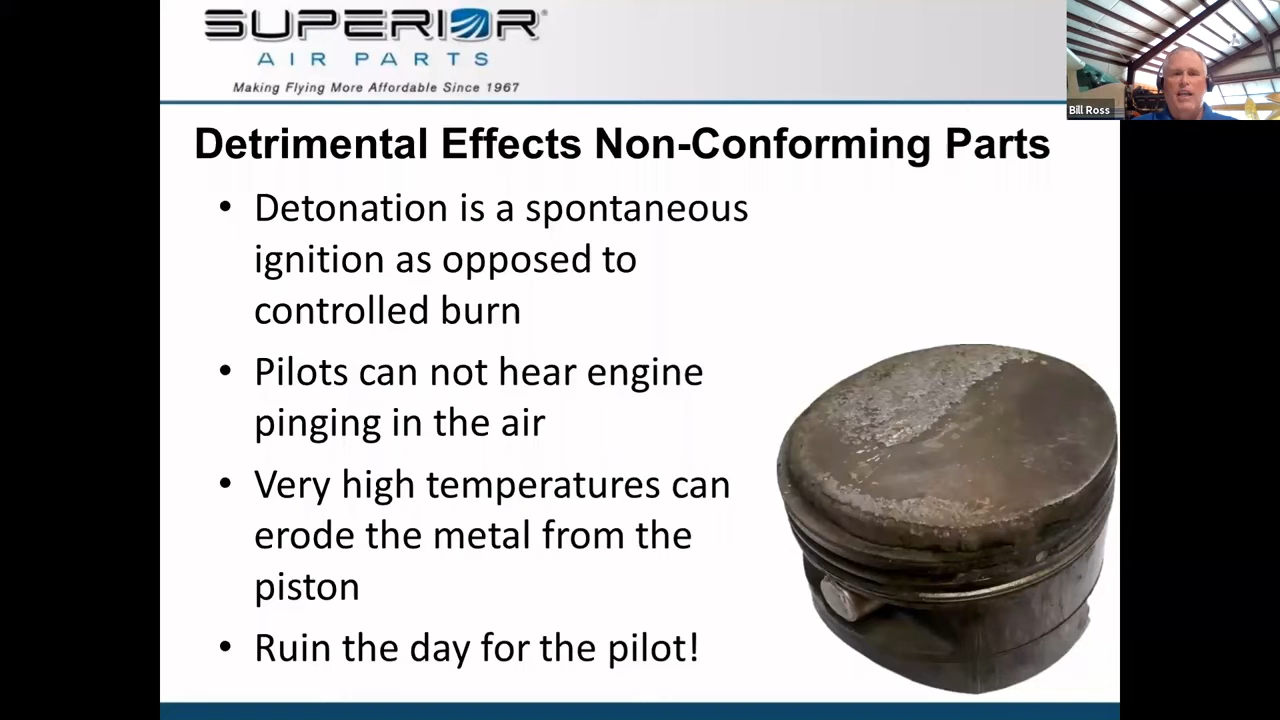 SUPERIOR®
AIR PARTS
Making Flying More Affordable Since 1967
Bill Ross
Detrimental Effects Non-Conforming Parts
• Detonation is a spontaneous
ignition as opposed to
controlled burn
• Pilots can not hear engine
pinging in the air
• Very high temperatures can
erode the metal from the
piston
• Ruin the day for the pilot!